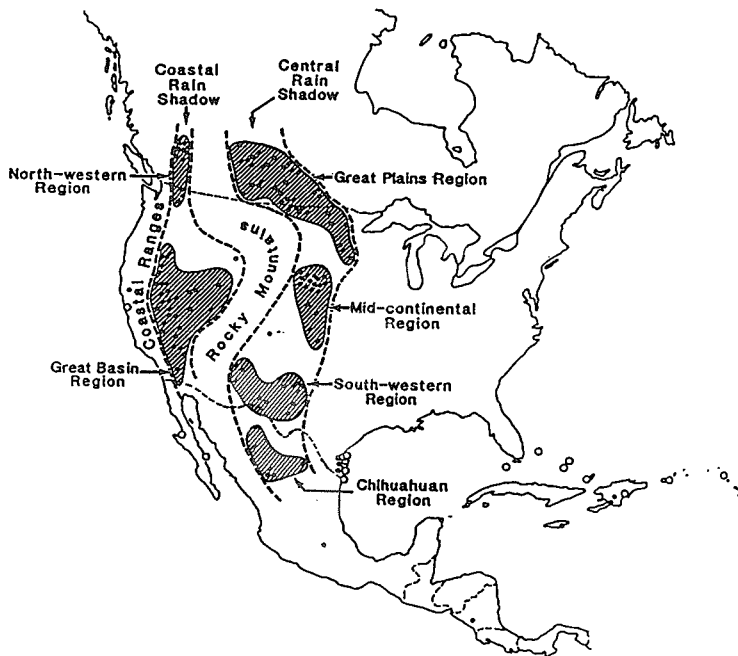 Coastal
Rain
Shadow
Central
Rain
Shadow
North-western
Region
Great Plains Region
Coastal Ranges
Rocky Mountains
Mid-continental
Region
Great Basin
Region
South-western
Region
Chihuahuan
Region